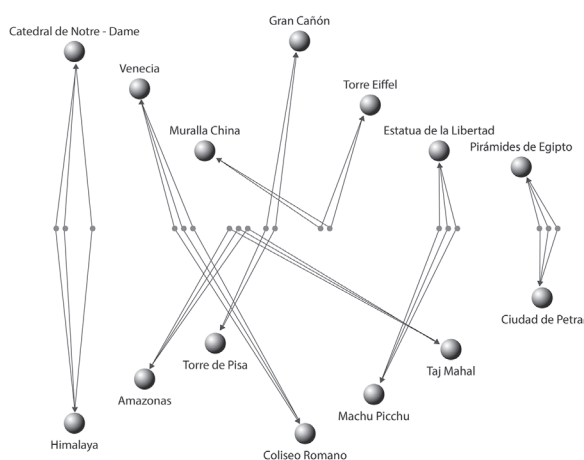 Gran Cañón
Catedral de Notre - Dame
Venecia
Torre Eiffel
Muralla China
Estatua de la Libertad
Pirámides de Egipto
Ciudad de Petra
Torre de Pisa
Taj Mahal
Amazonas
Machu Picchu
Himalaya
Coliseo Romano